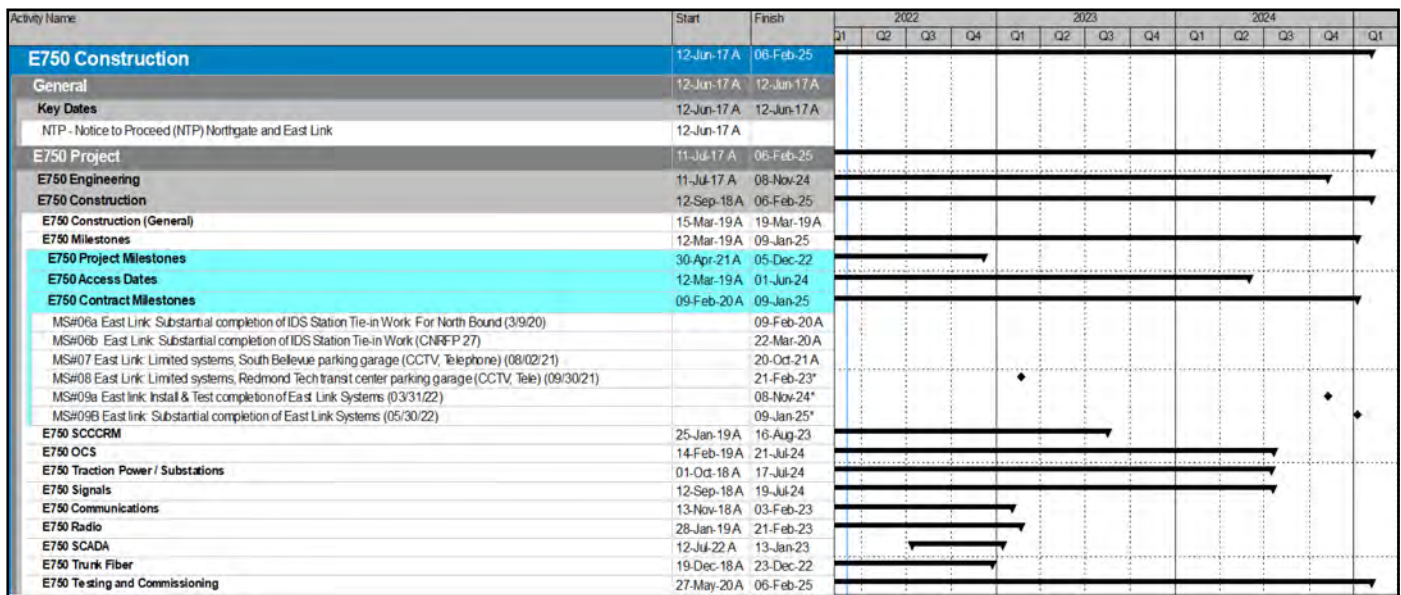 Activity Name Start Finish 2022 2023 2024
Q1 Q2 Q3 Q4 Q1 Q2 Q3 Q4 Q1 Q2 Q3 Q4 Q1
E750 Construction 12-Jun-17 A 06-Feb-25
General 12-Jun-17 A 12-Jun-17 A
Key Dates 12-Jun-17 A 12-Jun-17 A
NTP - Notice to Proceed (NTP) Northgate and East Link 12-Jun-17 A
E750 Project 11-Jul-17 A 06-Feb-25
E750 Engineering 11-Jul-17 A 08-Nov-24
E750 Construction 12-Sep-18 A 06-Feb-25
E750 Construction (General) 15-Mar-19 A 19-Mar-19 A
E750 Milestones 12-Mar-19 A 09-Jan-25
E750 Project Milestones 30-Apr-21 A 05-Dec-22
E750 Access Dates 12-Mar-19 A 01-Jun-24
E750 Contract Milestones 09-Feb-20 A 09-Jan-25
MS#06a East Link: Substantial completion of IDS Station Tie-in Work For North Bound (3/9/20) 09-Feb-20 A
MS#06b East Link: Substantial completion of IDS Station Tie-in Work (CNRFP 27) 22-Mar-20 A
MS#07 East Link: Limited systems, South Bellevue parking garage (CCTV, Telephone) (08/02/21) 20-Oct-21 A
MS#08 East Link: Limited systems, Redmond Tech transit center parking garage (CCTV, Tele) (09/30/21) 21-Feb-23*
MS#09a East link: Install & Test completion of East Link Systems (03/31/22) 08-Nov-24*
MS#09B East link: Substantial completion of East Link Systems (05/30/22) 09-Jan-25*
E750 SCCCRM 25-Jan-19 A 16-Aug-23
E750 OCS 14-Feb-19 A 21-Jul-24
E750 Traction Power / Substations 01-Oct-18 A 17-Jul-24
E750 Signals 12-Sep-18 A 19-Jul-24
E750 Communications 13-Nov-18 A 03-Feb-23
E750 Radio 28-Jan-19 A 21-Feb-23
E750 SCADA 12-Jul-22 A 13-Jan-23
E750 Trunk Fiber 19-Dec-18 A 23-Dec-22
E750 Testing and Commissioning 27-May-20 A 06-Feb-25